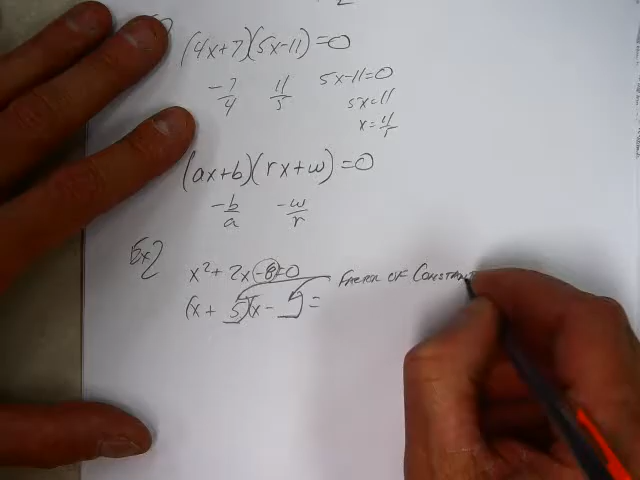 (4x+7)(5x-11)=0
-7/4 11/5 5x-11=0
5x=11
x=11/5
(ax+b)(rx+w)=0
-b/a -w/r
Ex2
x²+2x-8=0 FACTOR OF CONSTANT
(x+ 5)(x- _)=